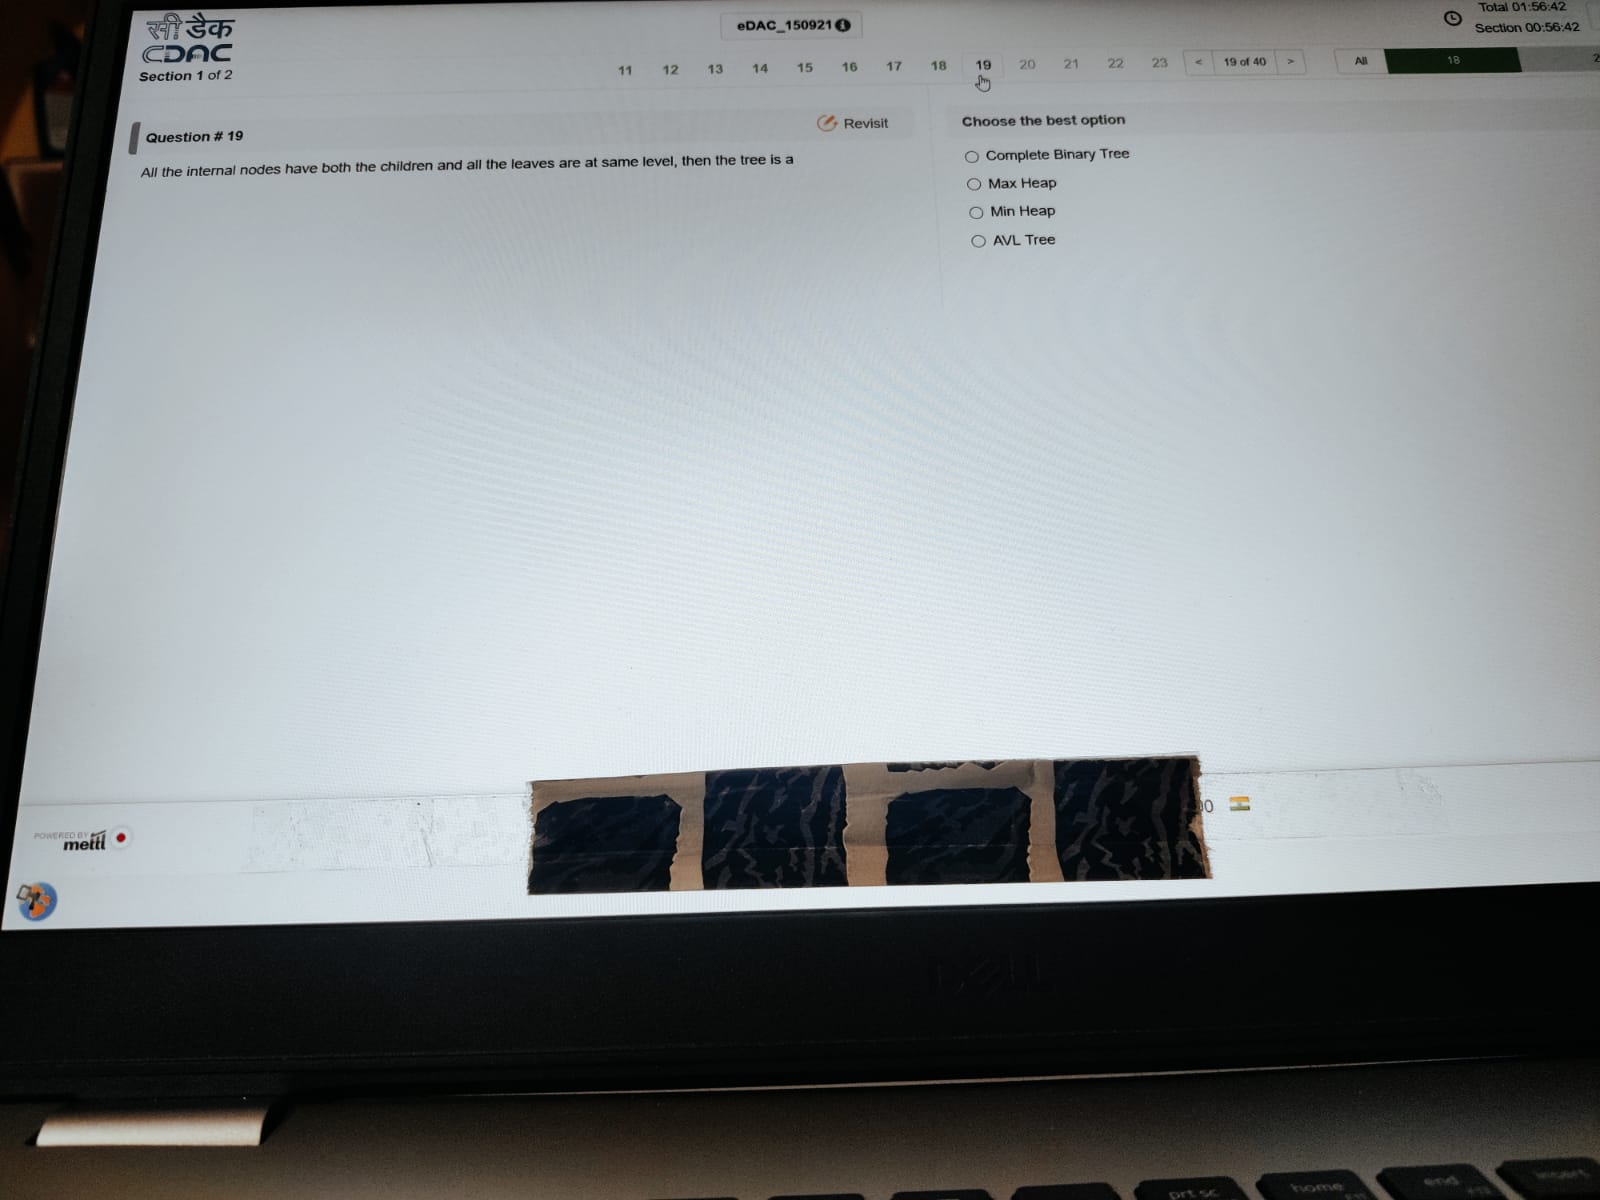 सी डैक
CDAC
Section 1 of 2
eDAC_150921
Total 01:56:42
Section 00:56:42
11 12 13 14 15 16 17 18 19 20 21 22 23 < 19 of 40 > All 18 2
Question # 19
Revisit
All the internal nodes have both the children and all the leaves are at same level, then the tree is a
Choose the best option
Complete Binary Tree
Max Heap
Min Heap
AVL Tree
POWERED BY
mettl
DELL
prt sc
home
end
insert